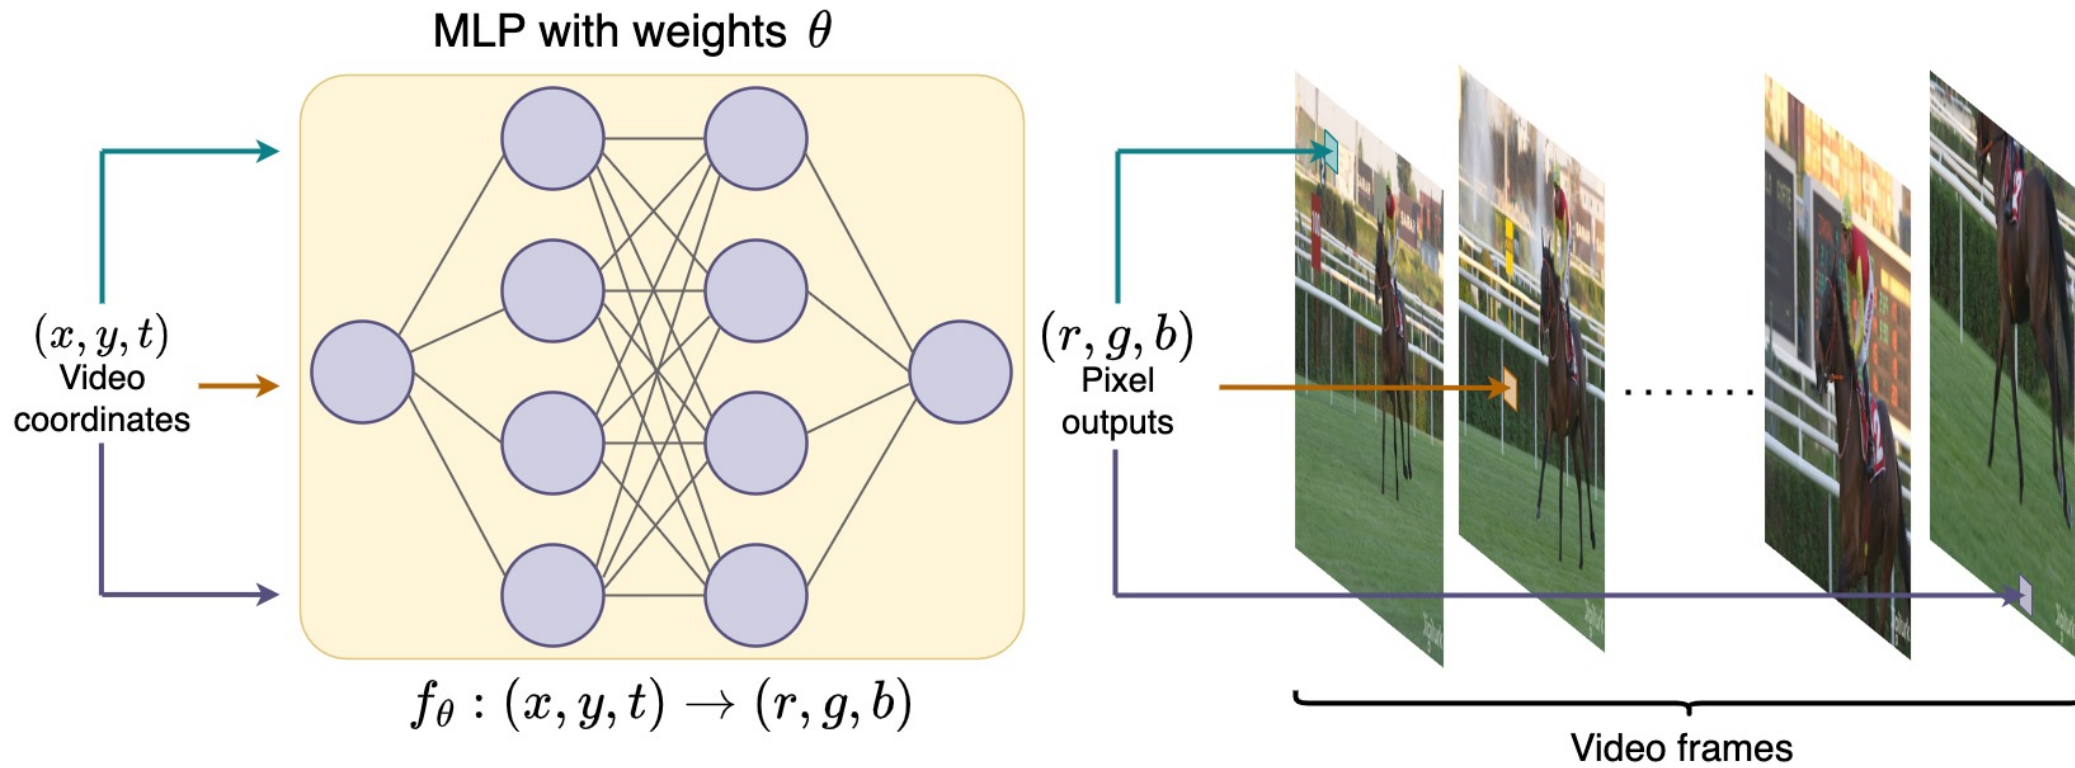 MLP with weights θ
(x, y, t)
Video
coordinates
f_θ : (x, y, t) → (r, g, b)
(r, g, b)
Pixel
outputs
. . . . . . . .
Video frames